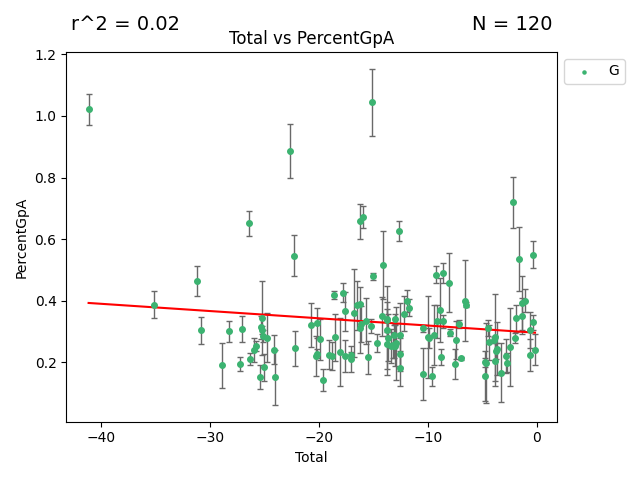 r^2 = 0.02
N = 120
Total vs PercentGpA
G
PercentGpA
1.2
1.0
0.8
0.6
0.4
0.2
−40
−30
−20
−10
0
Total